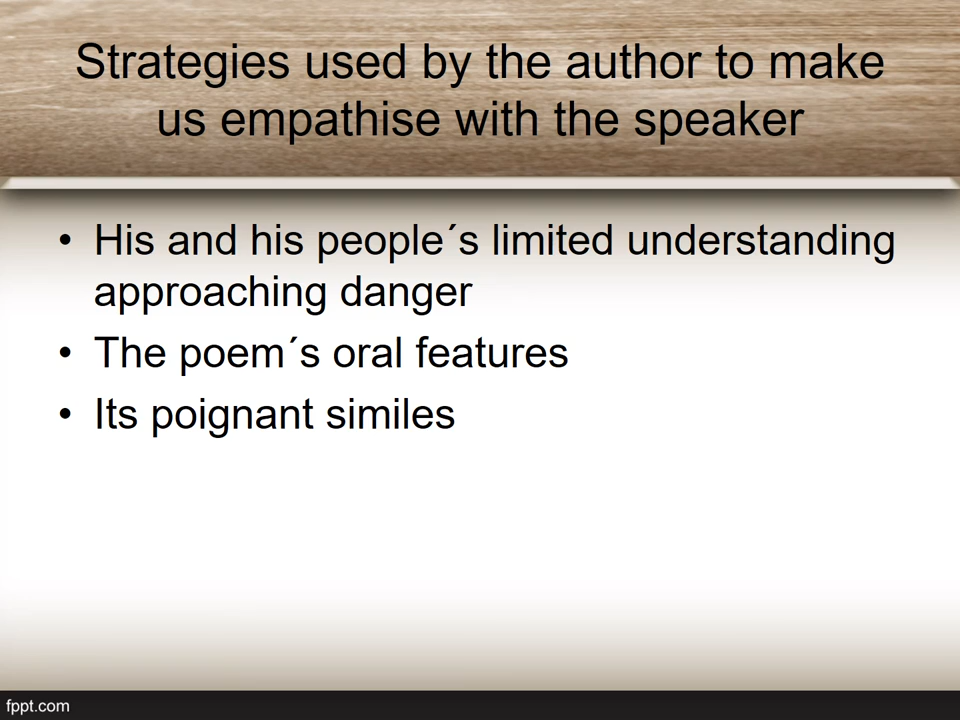 Strategies used by the author to make
us empathise with the speaker
• His and his people´s limited understanding
approaching danger
• The poem´s oral features
• Its poignant similes
fppt.com